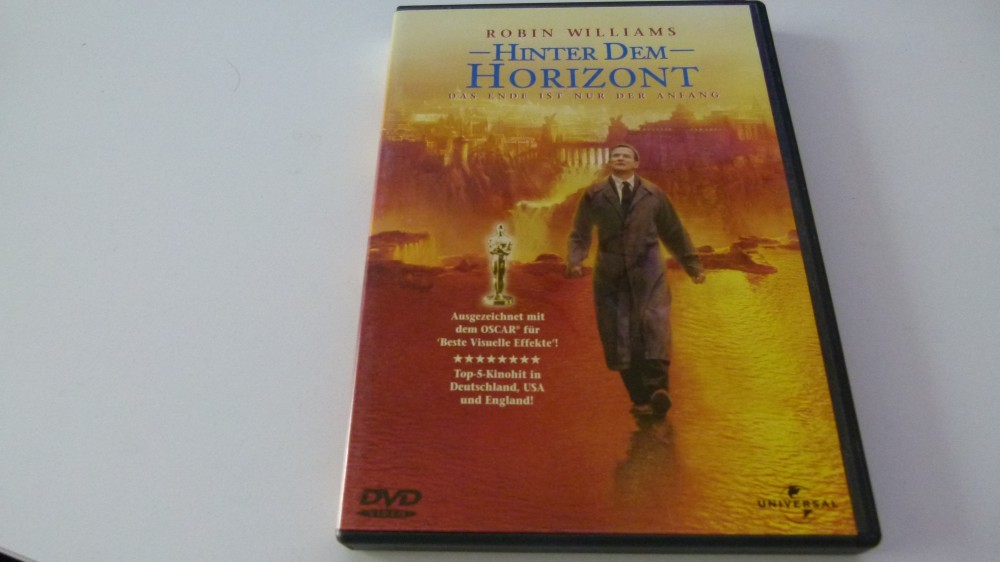 ROBIN WILLIAMS
HINTER DEM
HORIZONT
DAS ENDE IST NUR DER ANFANG
Ausgezeichnet mit
dem OSCAR® für
'Beste Visuelle Effekte'!
Top-5-Kinohit in
Deutschland, USA
und England!
DVD
VIDEO
UNIVERSAL